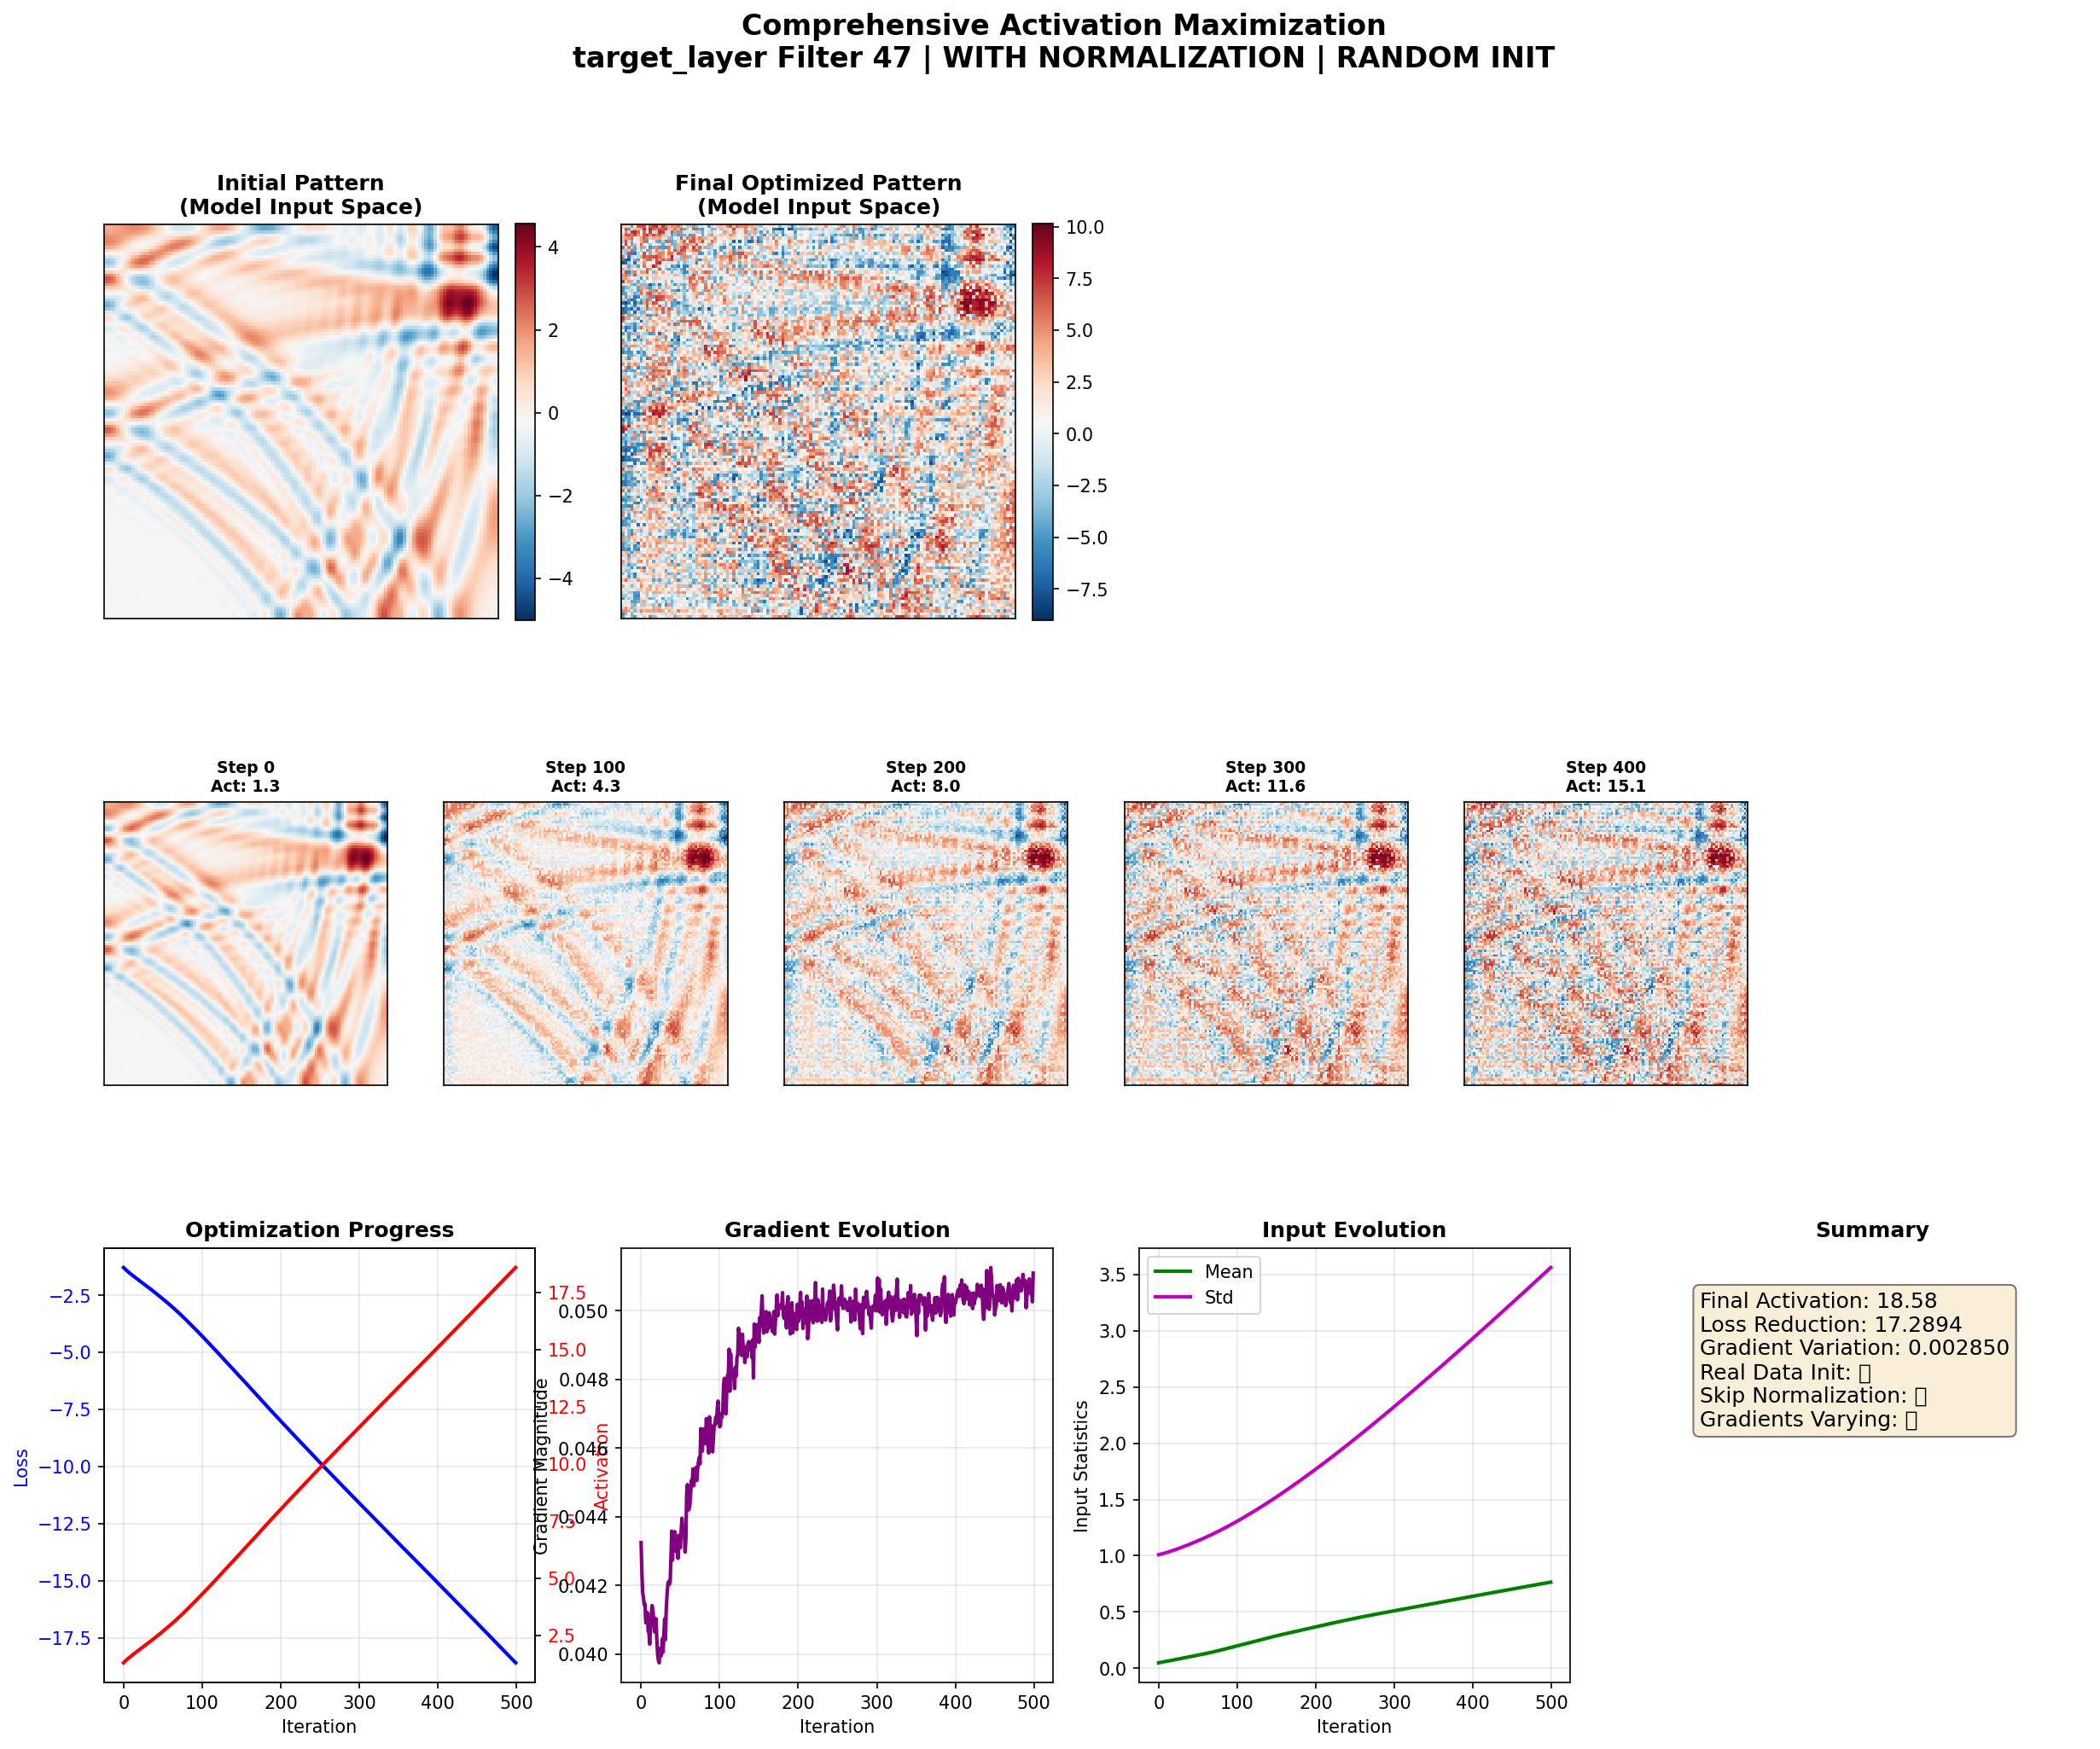 Comprehensive Activation Maximization
target_layer Filter 47 | WITH NORMALIZATION | RANDOM INIT
Initial Pattern
(Model Input Space)
4
2
0
−2
−4
Final Optimized Pattern
(Model Input Space)
10.0
7.5
5.0
2.5
0.0
−2.5
−5.0
−7.5
Step 0
Act: 1.3
Step 100
Act: 4.3
Step 200
Act: 8.0
Step 300
Act: 11.6
Step 400
Act: 15.1
Optimization Progress
Loss
−2.5
−5.0
−7.5
−10.0
−12.5
−15.0
−17.5
0 100 200 300 400 500
Iteration
17.5
15.0
12.5
10.0
7.5
5.0
2.5
Activation
Gradient Evolution
Gradient Magnitude
0.050
0.048
0.046
0.044
0.042
0.040
0 100 200 300 400 500
Iteration
Input Evolution
Input Statistics
3.5
3.0
2.5
2.0
1.5
1.0
0.5
0.0
Mean
Std
0 100 200 300 400 500
Iteration
Summary
Final Activation: 18.58
Loss Reduction: 17.2894
Gradient Variation: 0.002850
Real Data Init:
Skip Normalization:
Gradients Varying: